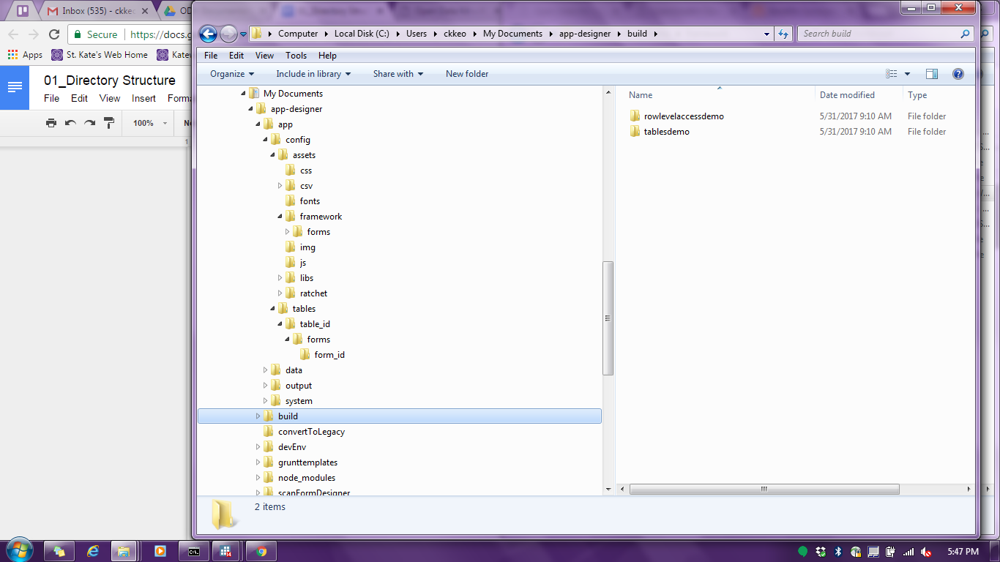 Inbox (535) - ckkeo
Secure
https://docs.g
Apps St. Kate's Web Home
01_Directory Structure
File Edit View Insert
100%
1
Computer Local Disk (C:) Users ckkeo My Documents app-designer build
Search build
File Edit View Tools Help
Organize Include in library Share with New folder
My Documents
app-designer
app
config
assets
css
csv
fonts
framework
forms
img
js
libs
ratchet
tables
table_id
forms
form_id
data
output
system
build
convertToLegacy
devEnv
grunttemplates
node_modules
scanFormDesigner
Name Date modified Type
rowlevelaccessdemo 5/31/2017 9:10 AM File folder
tablesdemo 5/31/2017 9:10 AM File folder
2 items
5:47 PM